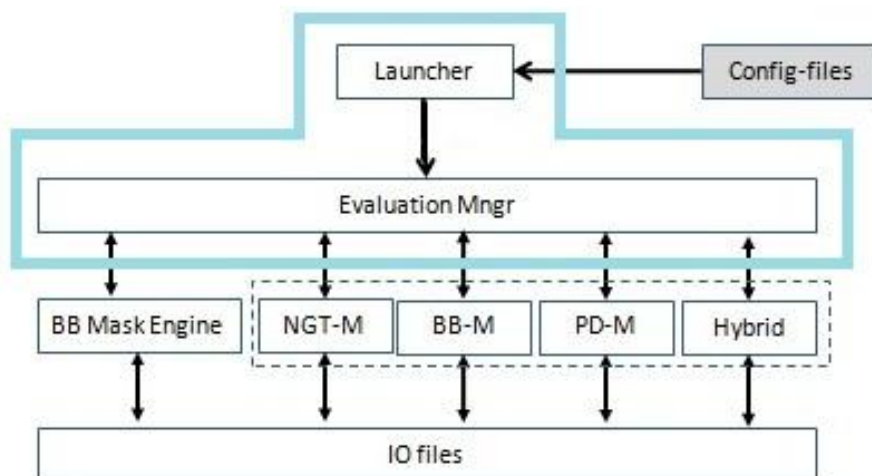 Launcher
Config-files
Evaluation Mngr
BB Mask Engine
NGT-M
BB-M
PD-M
Hybrid
IO files